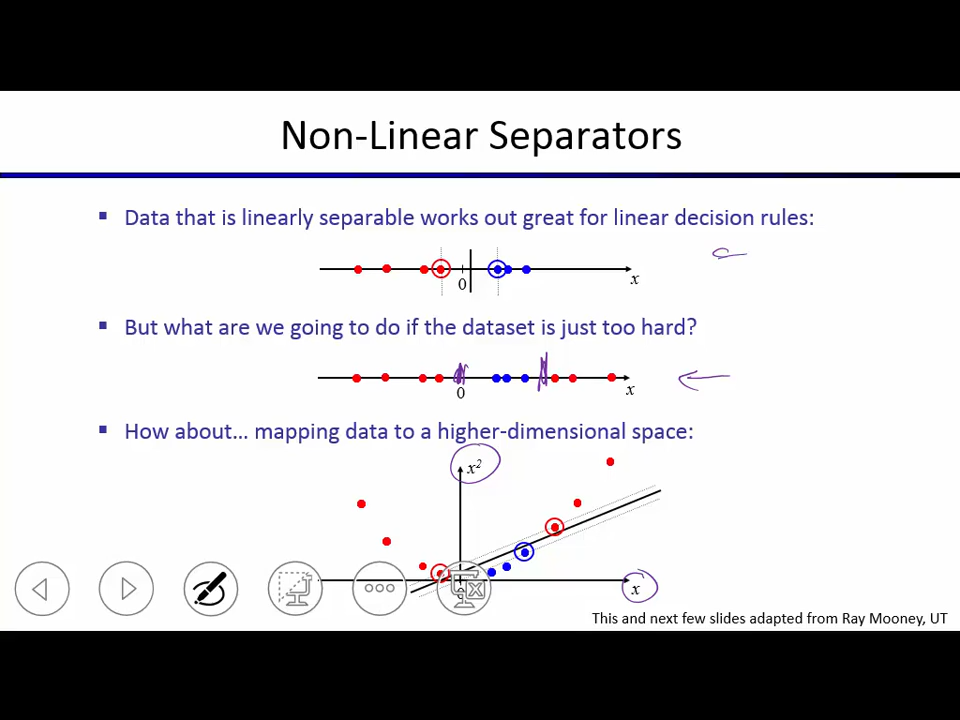 Non-Linear Separators
▪ Data that is linearly separable works out great for linear decision rules:
0
x
▪ But what are we going to do if the dataset is just too hard?
0
x
▪ How about… mapping data to a higher-dimensional space:
x²
x
This and next few slides adapted from Ray Mooney, UT